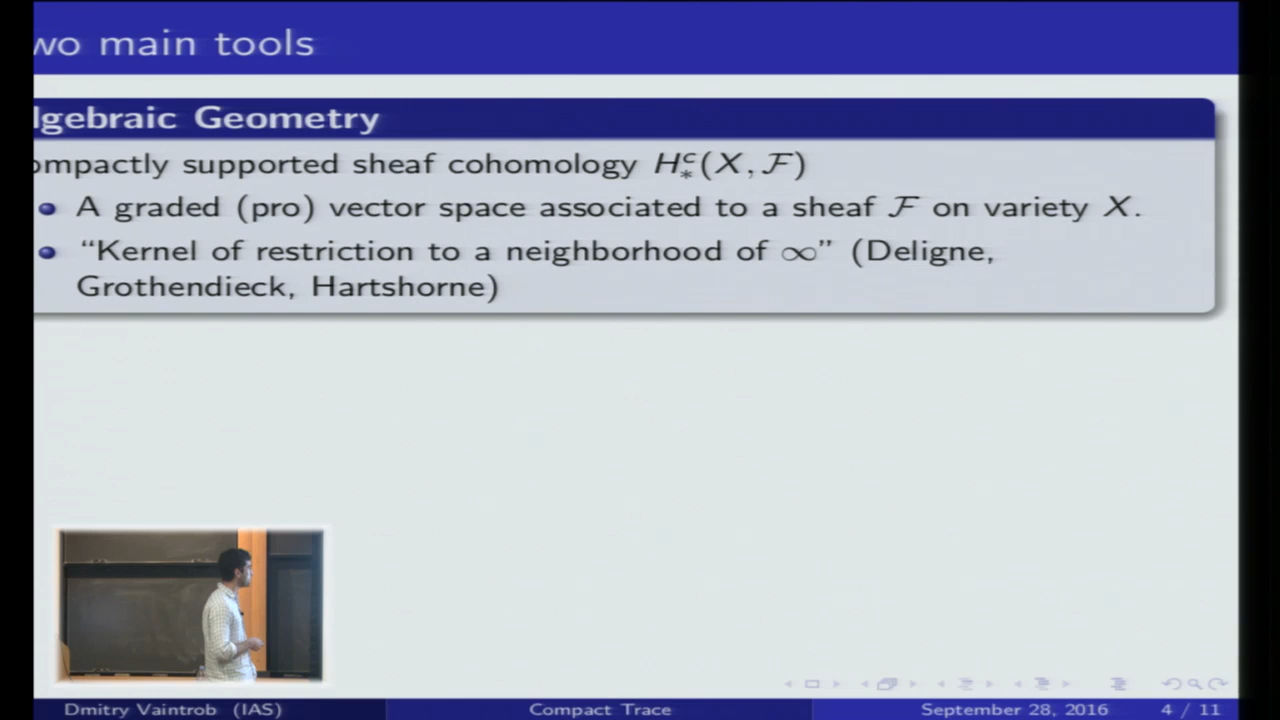 wo main tools
lgebraic Geometry
ompactly supported sheaf cohomology H^c_*(X, F)
A graded (pro) vector space associated to a sheaf F on variety X.
"Kernel of restriction to a neighborhood of ∞" (Deligne,
Grothendieck, Hartshorne)
Dmitry Vaintrob (IAS) Compact Trace September 28, 2016 4 / 11